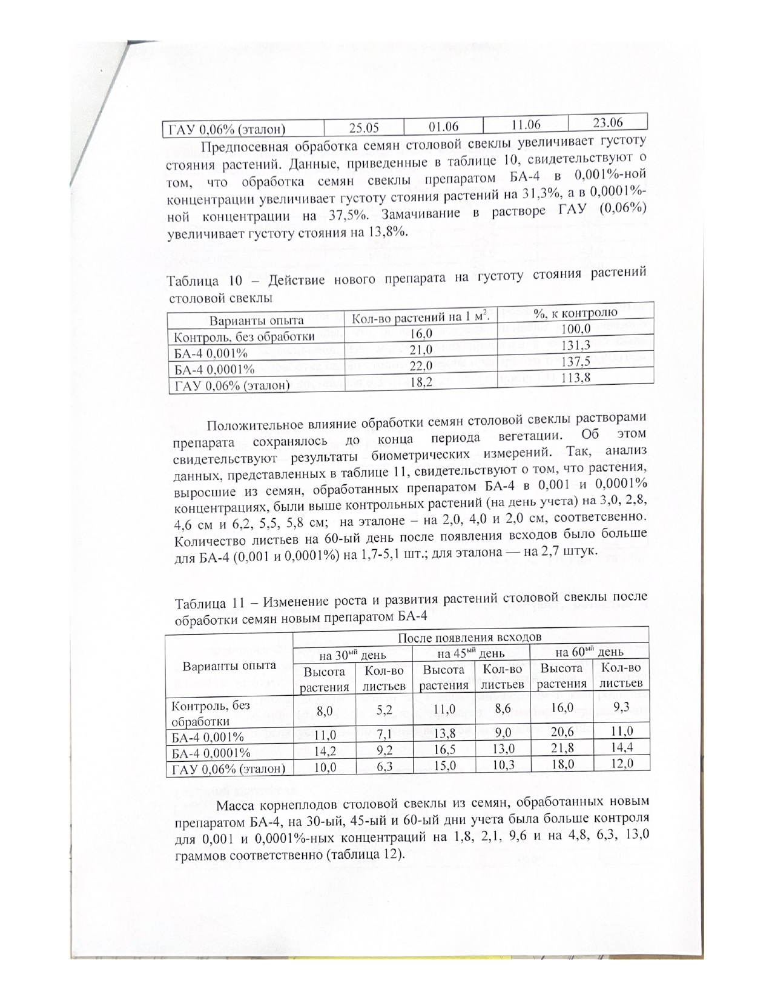 ГАУ 0,06% (эталон) 25.05 01.06 11.06 23.06
Предпосевная обработка семян столовой свеклы увеличивает густоту
стояния растений. Данные, приведенные в таблице 10, свидетельствуют о
том, что обработка семян свеклы препаратом БА-4 в 0,001%-ной
концентрации увеличивает густоту стояния растений на 31,3%, а в 0,0001%-
ной концентрации на 37,5%. Замачивание в растворе ГАУ (0,06%)
увеличивает густоту стояния на 13,8%.
Таблица 10 – Действие нового препарата на густоту стояния растений
столовой свеклы
Варианты опыта Кол-во растений на 1 м². %, к контролю
Контроль, без обработки 16,0 100,0
БА-4 0,001% 21,0 131,3
БА-4 0,0001% 22,0 137,5
ГАУ 0,06% (эталон) 18,2 113,8
Положительное влияние обработки семян столовой свеклы растворами
препарата сохранялось до конца периода вегетации. Об этом
свидетельствуют результаты биометрических измерений. Так, анализ
данных, представленных в таблице 11, свидетельствуют о том, что растения,
выросшие из семян, обработанных препаратом БА-4 в 0,001 и 0,0001%
концентрациях, были выше контрольных растений (на день учета) на 3,0, 2,8,
4,6 см и 6,2, 5,5, 5,8 см; на эталоне – на 2,0, 4,0 и 2,0 см, соответсвенно.
Количество листьев на 60-ый день после появления всходов было больше
для БА-4 (0,001 и 0,0001%) на 1,7-5,1 шт.; для эталона — на 2,7 штук.
Таблица 11 – Изменение роста и развития растений столовой свеклы после
обработки семян новым препаратом БА-4
После появления всходов
Варианты опыта на 30ый день на 45ый день на 60ый день
Высота Кол-во Высота Кол-во Высота Кол-во
растения листьев растения листьев растения листьев
Контроль, без
обработки 8,0 5,2 11,0 8,6 16,0 9,3
БА-4 0,001% 11,0 7,1 13,8 9,0 20,6 11,0
БА-4 0,0001% 14,2 9,2 16,5 13,0 21,8 14,4
ГАУ 0,06% (эталон) 10,0 6,3 15,0 10,3 18,0 12,0
Масса корнеплодов столовой свеклы из семян, обработанных новым
препаратом БА-4, на 30-ый, 45-ый и 60-ый дни учета была больше контроля
для 0,001 и 0,0001%-ных концентраций на 1,8, 2,1, 9,6 и на 4,8, 6,3, 13,0
граммов соответственно (таблица 12).